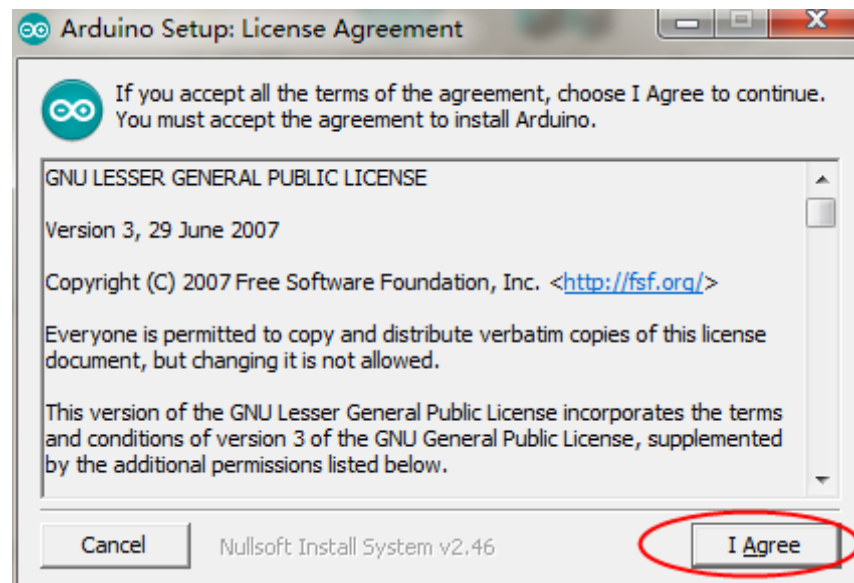 Arduino Setup: License Agreement
If you accept all the terms of the agreement, choose I Agree to continue.
You must accept the agreement to install Arduino.
GNU LESSER GENERAL PUBLIC LICENSE
Version 3, 29 June 2007
Copyright (C) 2007 Free Software Foundation, Inc. <http://fsf.org/>
Everyone is permitted to copy and distribute verbatim copies of this license
document, but changing it is not allowed.
This version of the GNU Lesser General Public License incorporates the terms
and conditions of version 3 of the GNU General Public License, supplemented
by the additional permissions listed below.
Cancel
Nullsoft Install System v2.46
I Agree